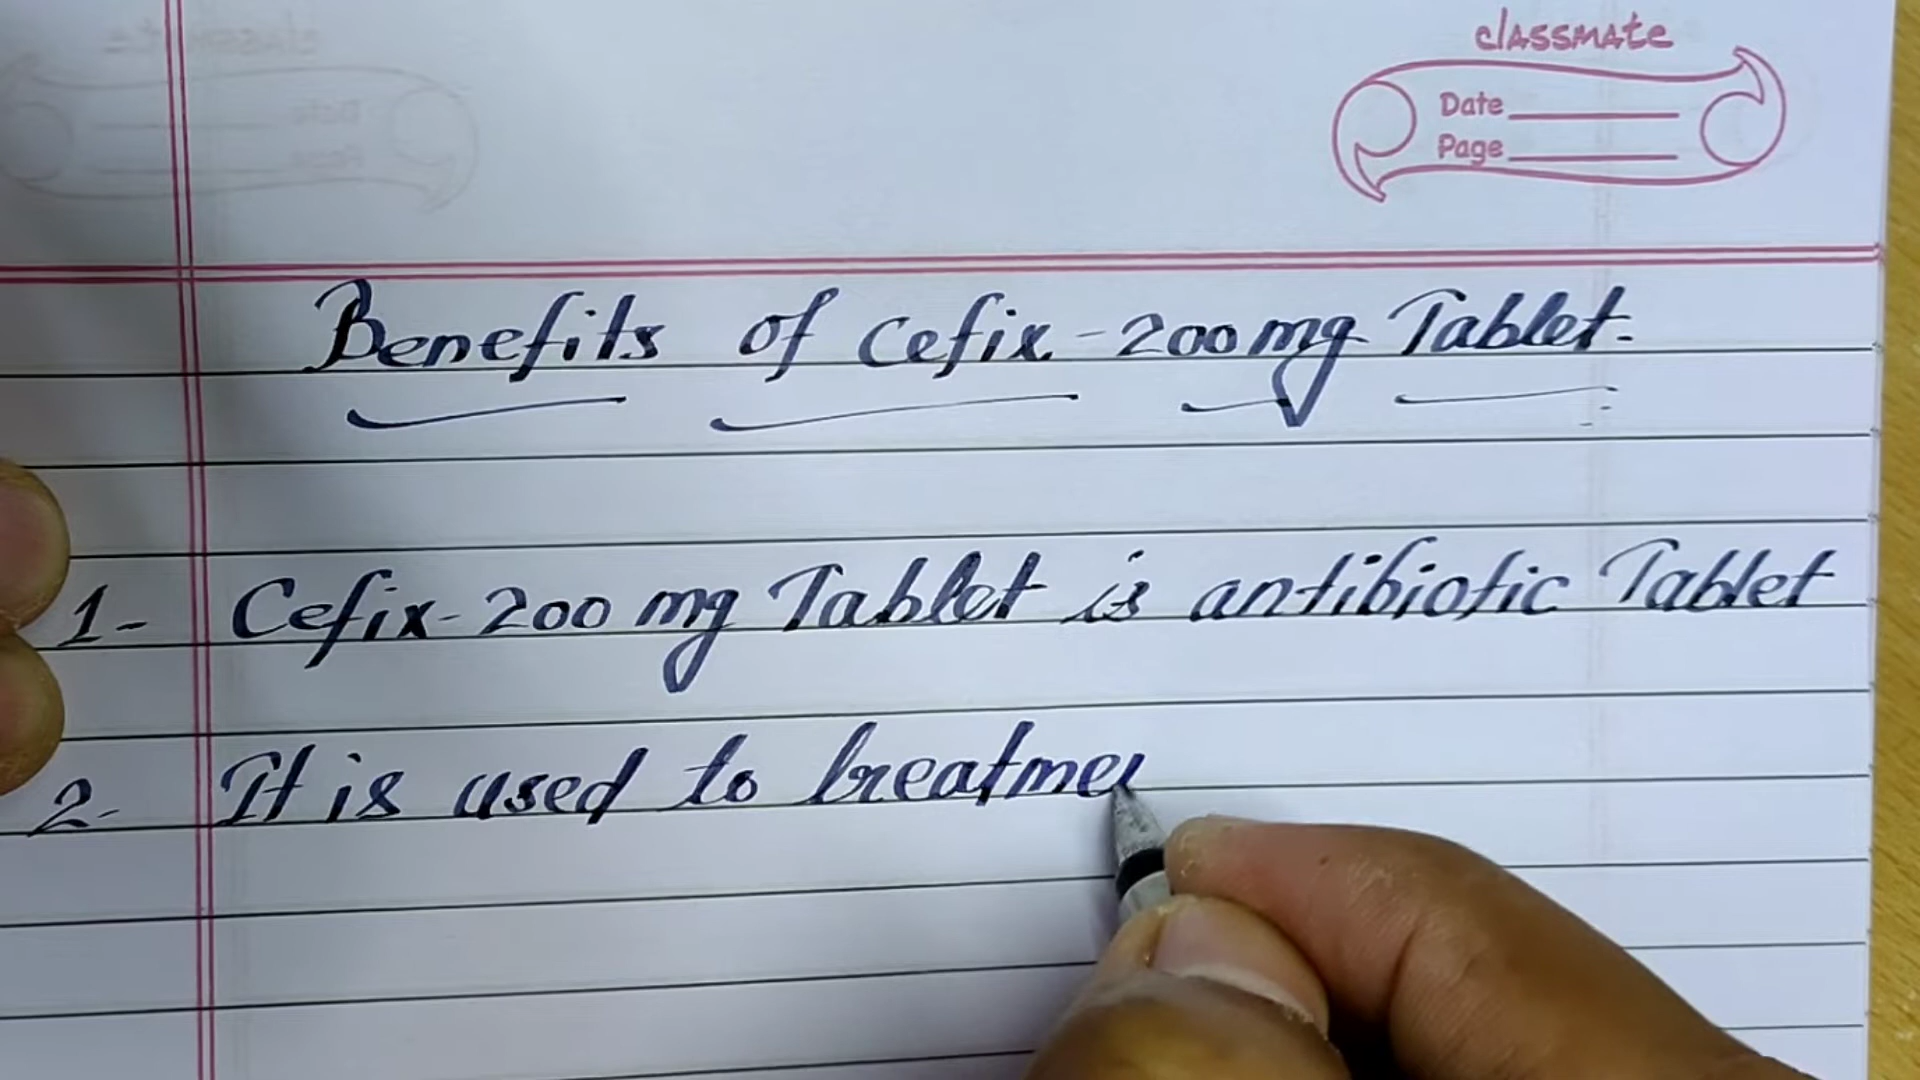 classmate
Date
Page
Benefits of Cefix-200mg Tablet.
1- Cefix-200 mg Tablet is antibiotic Tablet
2- It is used to treatmen